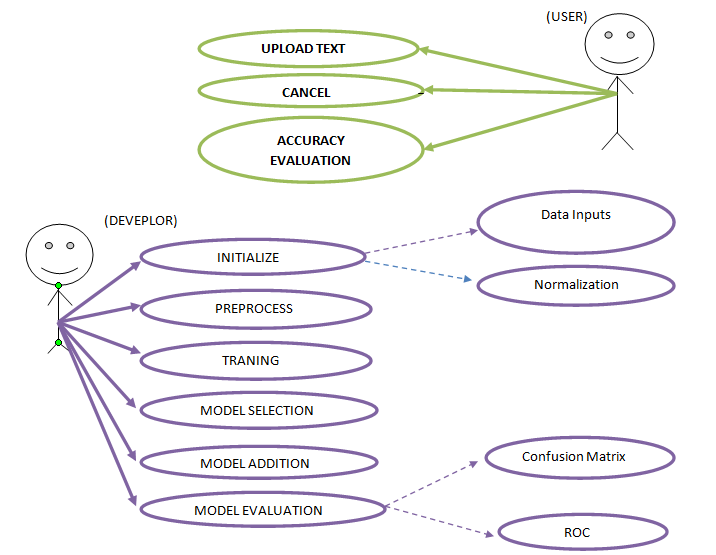 (USER)
UPLOAD TEXT
CANCEL
ACCURACY
EVALUATION
(DEVEPLOR)
Data Inputs
INITIALIZE
Normalization
PREPROCESS
TRANING
MODEL SELECTION
MODEL ADDITION
Confusion Matrix
MODEL EVALUATION
ROC